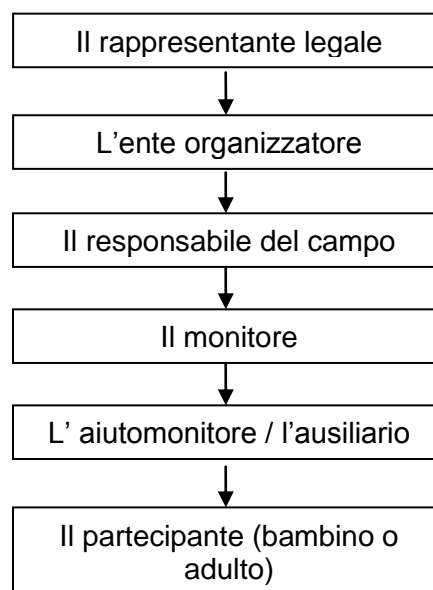 Il rappresentante legale
L’ente organizzatore
Il responsabile del campo
Il monitore
L’ aiutomonitore / l’ausiliario
Il partecipante (bambino o
adulto)